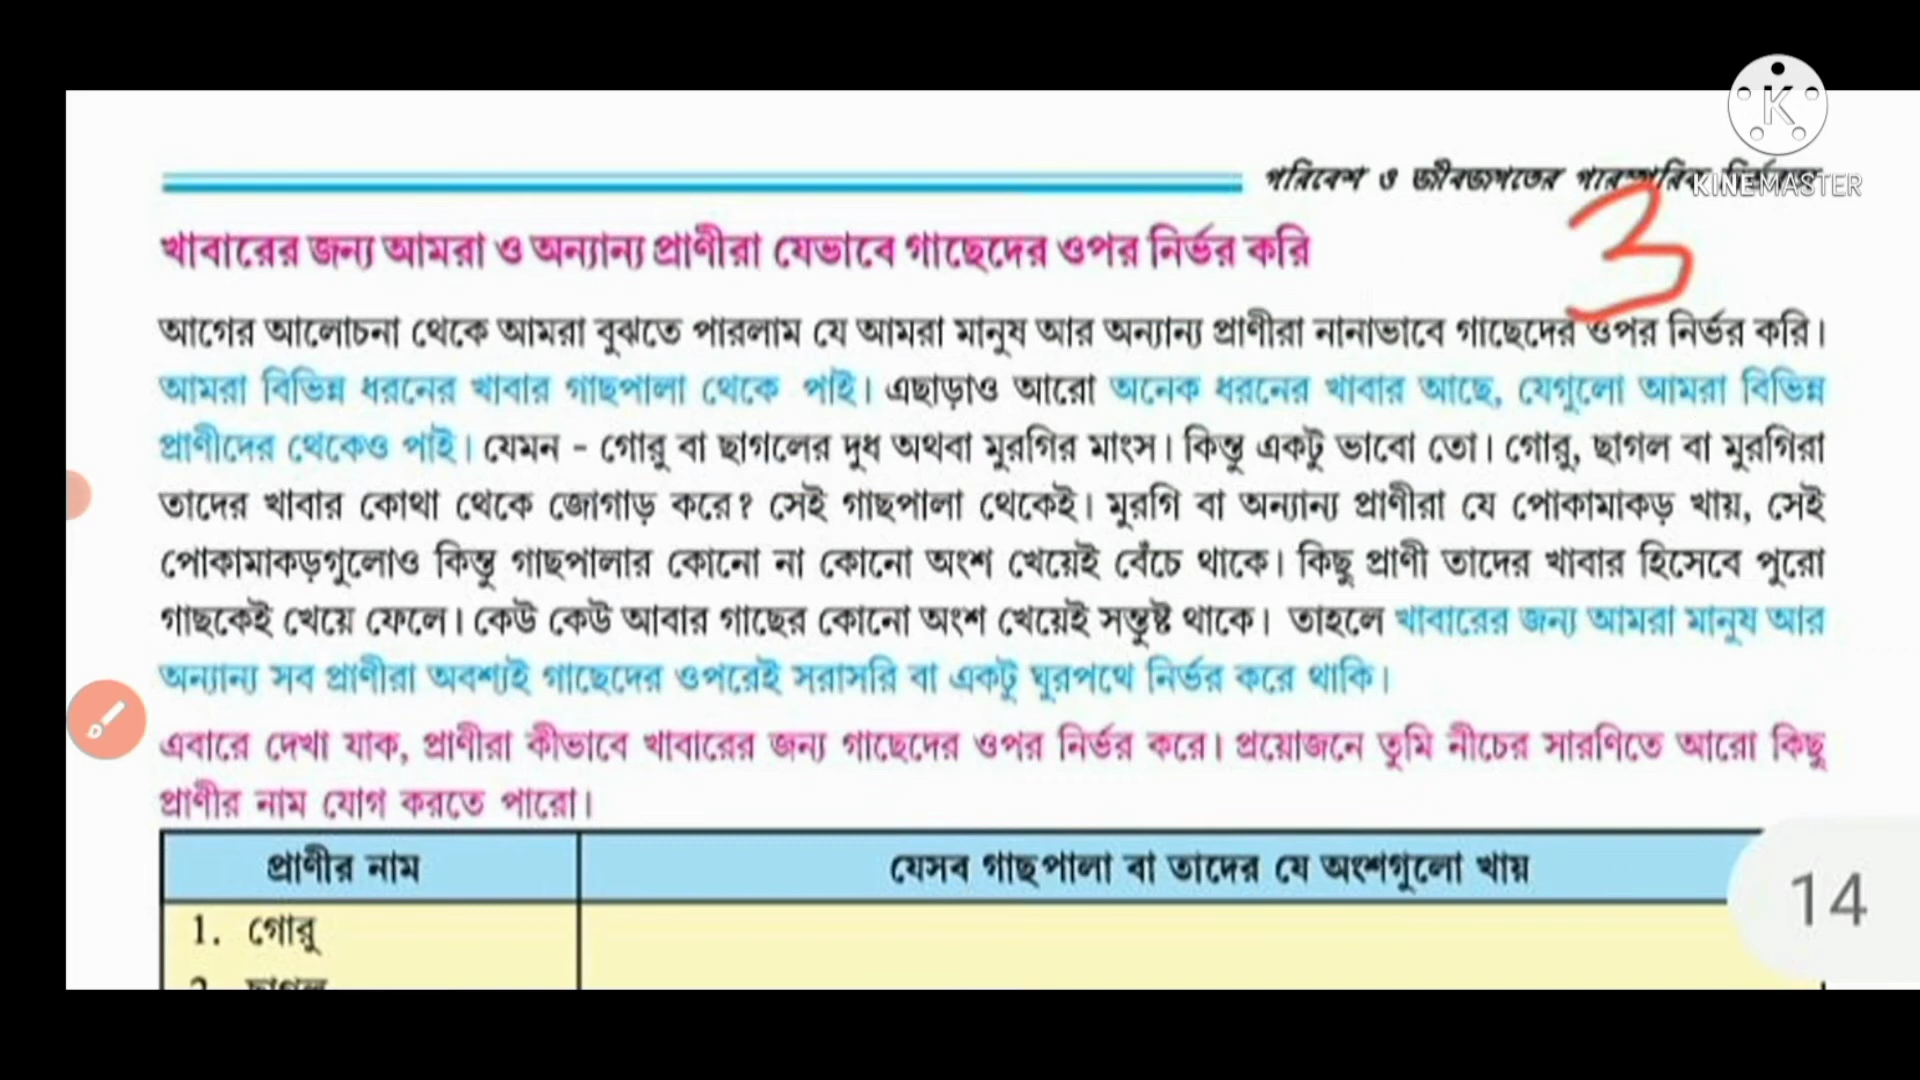 K
KINEMASTER
পরিবেশ ও জীবজগতের পারস্পরিক
3
খাবারের জন্য আমরা ও অন্যান্য প্রাণীরা যেভাবে গাছেদের ওপর নির্ভর করি
আগের আলোচনা থেকে আমরা বুঝতে পারলাম যে আমরা মানুষ আর অন্যান্য প্রাণীরা নানাভাবে গাছেদের ওপর নির্ভর করি।
আমরা বিভিন্ন ধরনের খাবার গাছপালা থেকে পাই। এছাড়াও আরো অনেক ধরনের খাবার আছে, যেগুলো আমরা বিভিন্ন
প্রাণীদের থেকেও পাই। যেমন - গোরু বা ছাগলের দুধ অথবা মুরগির মাংস। কিন্তু একটু ভাবো তো। গোরু, ছাগল বা মুরগিরা
তাদের খাবার কোথা থেকে জোগাড় করে? সেই গাছপালা থেকেই। মুরগি বা অন্যান্য প্রাণীরা যে পোকামাকড় খায়, সেই
পোকামাকড়গুলোও কিন্তু গাছপালার কোনো না কোনো অংশ খেয়েই বেঁচে থাকে। কিছু প্রাণী তাদের খাবার হিসেবে পুরো
গাছকেই খেয়ে ফেলে। কেউ কেউ আবার গাছের কোনো অংশ খেয়েই সন্তুষ্ট থাকে। তাহলে খাবারের জন্য আমরা মানুষ আর
অন্যান্য সব প্রাণীরা অবশ্যই গাছেদের ওপরেই সরাসরি বা একটু ঘুরপথে নির্ভর করে থাকি।
এবারে দেখা যাক, প্রাণীরা কীভাবে খাবারের জন্য গাছেদের ওপর নির্ভর করে। প্রয়োজনে তুমি নীচের সারণিতে আরো কিছু
প্রাণীর নাম যোগ করতে পারো।
প্রাণীর নাম যেসব গাছপালা বা তাদের যে অংশগুলো খায়
14
1. গোরু